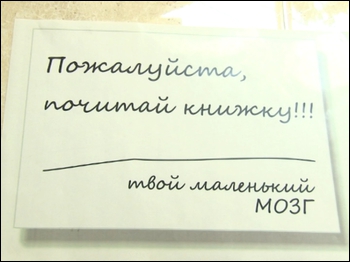 Пожалуйста,
почитай книжку!!!
твой маленький
МОЗГ